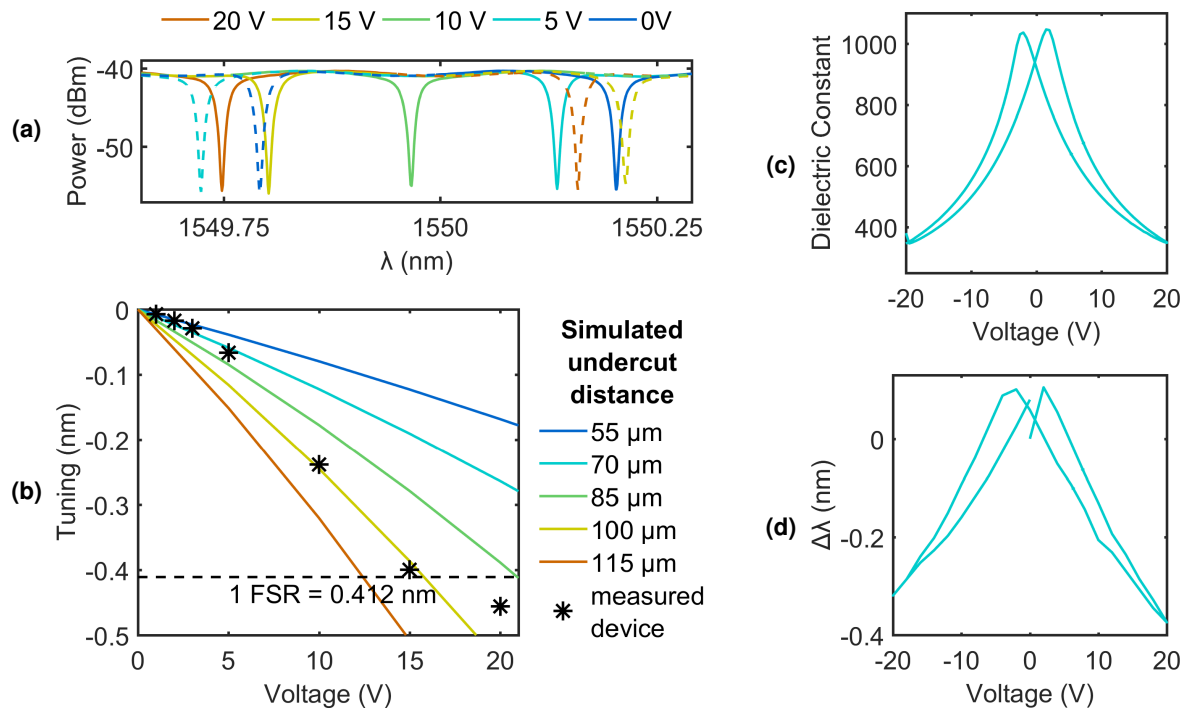 20 V 15 V 10 V 5 V 0V
(a)
Power (dBm)
-40
-50
1549.75 1550 1550.25
λ (nm)
(b)
Tuning (nm)
0
-0.1
-0.2
-0.3
-0.4
-0.5
1 FSR = 0.412 nm
0 5 10 15 20
Voltage (V)
Simulated
undercut
distance
55 µm
70 µm
85 µm
100 µm
115 µm
measured
device
(c)
Dielectric Constant
1000
800
600
400
-20 -10 0 10 20
Voltage (V)
(d)
Δλ (nm)
0
-0.2
-0.4
-20 -10 0 10 20
Voltage (V)